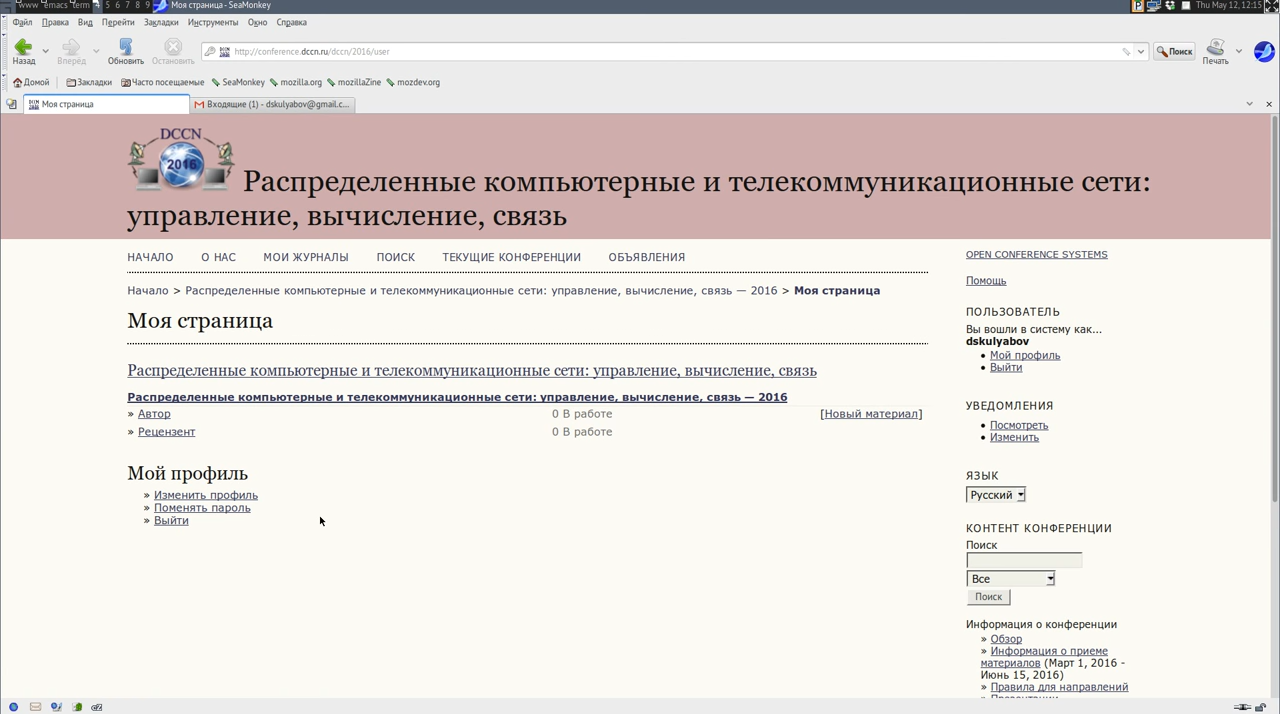 www emacs term 4 5 6 7 8 9 Моя страница - SeaMonkey
Thu May 12, 12:15
Файл Правка Вид Перейти Закладки Инструменты Окно Справка
Назад Вперёд Обновить Остановить http://conference.dccn.ru/dccn/2016/user Поиск Печать
Домой Закладки Часто посещаемые SeaMonkey mozilla.org mozillaZine mozdev.org
Моя страница Входящие (1) - dskulyabov@gmail.c...
DCCN
2016
Распределенные компьютерные и телекоммуникационные сети:
управление, вычисление, связь
НАЧАЛО О НАС МОИ ЖУРНАЛЫ ПОИСК ТЕКУЩИЕ КОНФЕРЕНЦИИ ОБЪЯВЛЕНИЯ
Начало > Распределенные компьютерные и телекоммуникационные сети: управление, вычисление, связь — 2016 > Моя страница
Моя страница
Распределенные компьютерные и телекоммуникационные сети: управление, вычисление, связь
Распределенные компьютерные и телекоммуникационные сети: управление, вычисление, связь — 2016
» Автор 0 В работе [Новый материал]
» Рецензент 0 В работе
Мой профиль
» Изменить профиль
» Поменять пароль
» Выйти
OPEN CONFERENCE SYSTEMS
Помощь
ПОЛЬЗОВАТЕЛЬ
Вы вошли в систему как...
dskulyabov
• Мой профиль
• Выйти
УВЕДОМЛЕНИЯ
• Посмотреть
• Изменить
ЯЗЫК
Русский
КОНТЕНТ КОНФЕРЕНЦИИ
Поиск
Все
Поиск
Информация о конференции
» Обзор
» Информация о приеме
материалов (Март 1, 2016 -
Июнь 15, 2016)
» Правила для направлений